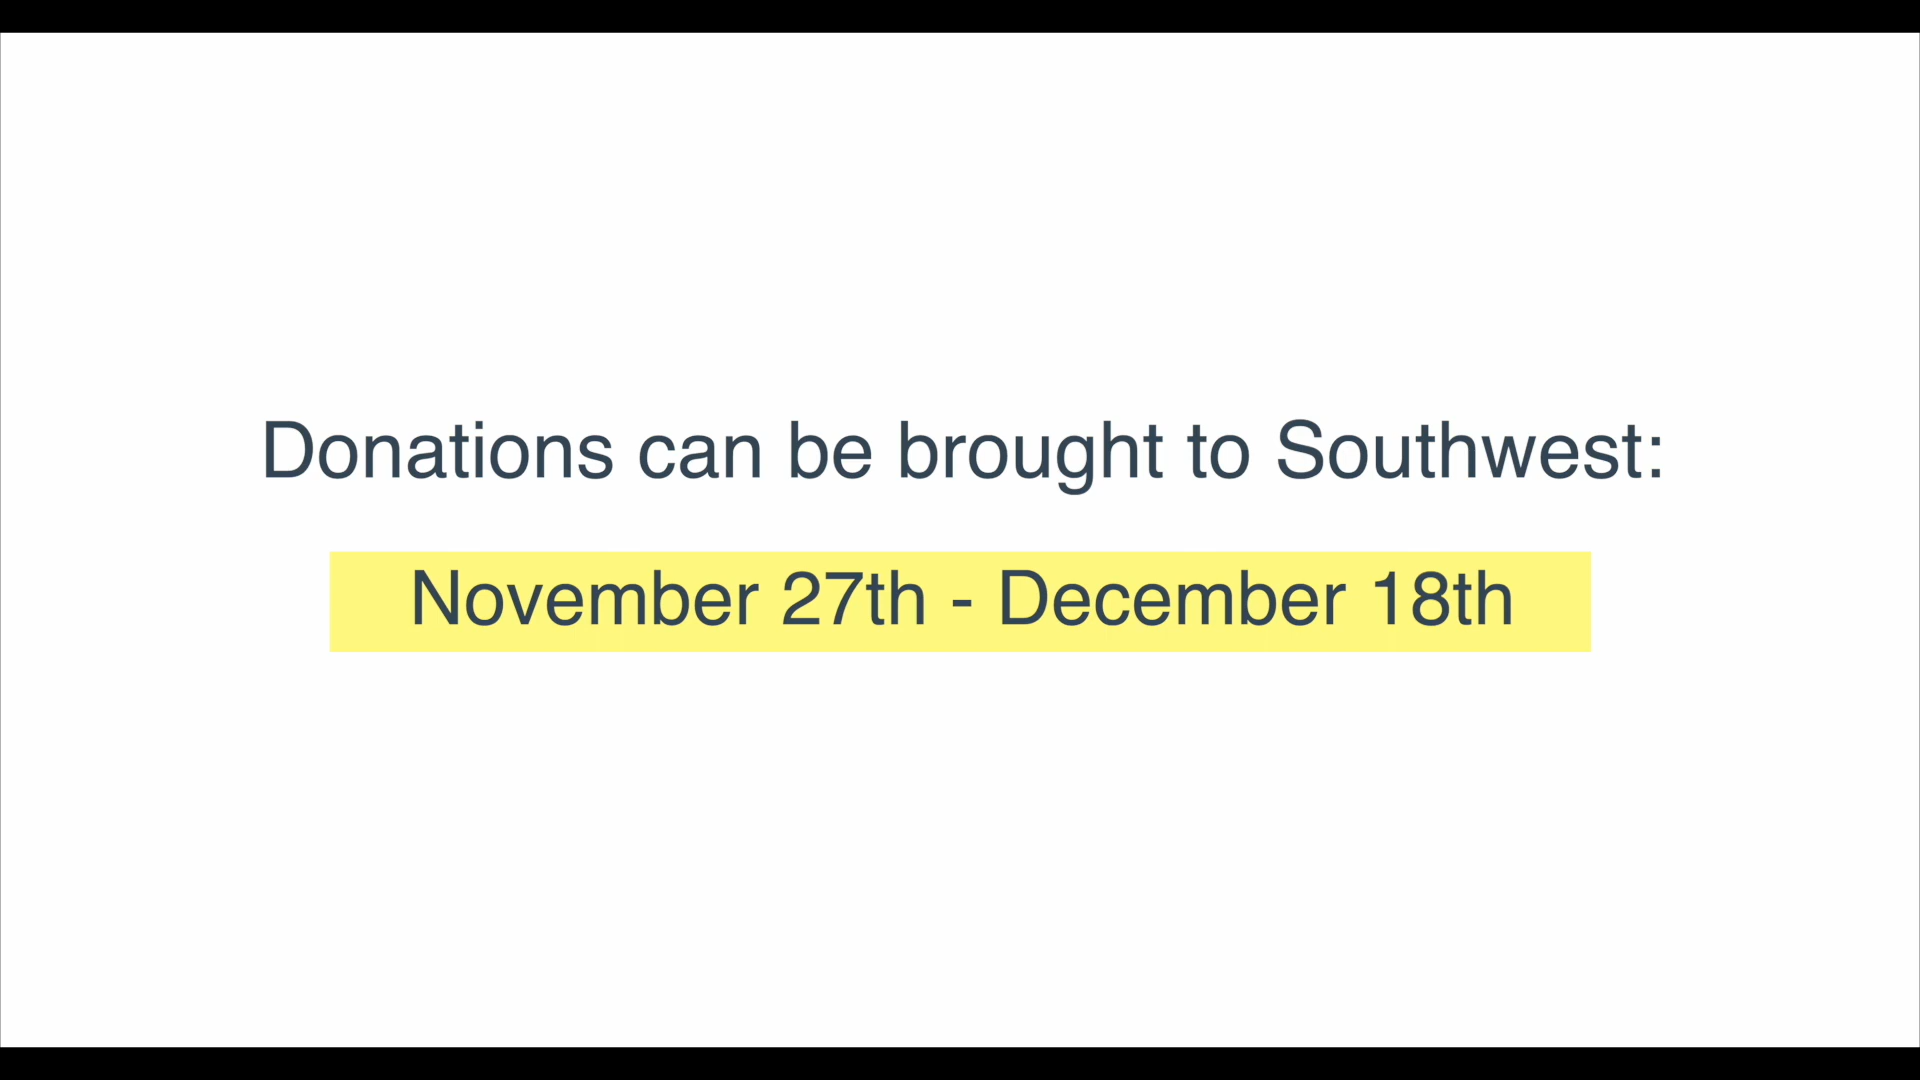 Donations can be brought to Southwest:
November 27th - December 18th